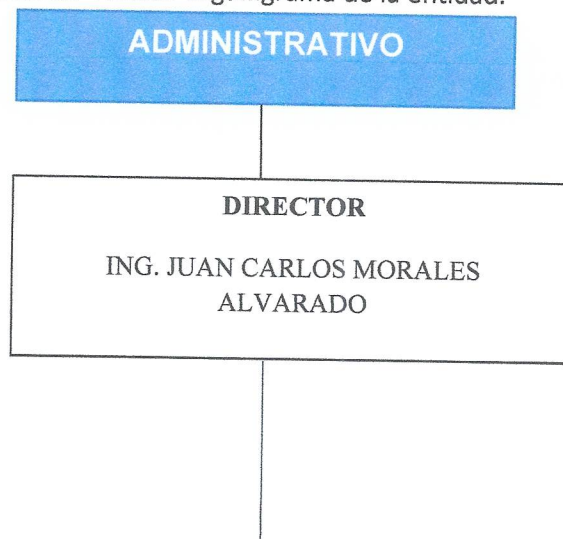 de la entidad.
ADMINISTRATIVO
DIRECTOR
ING. JUAN CARLOS MORALES
ALVARADO